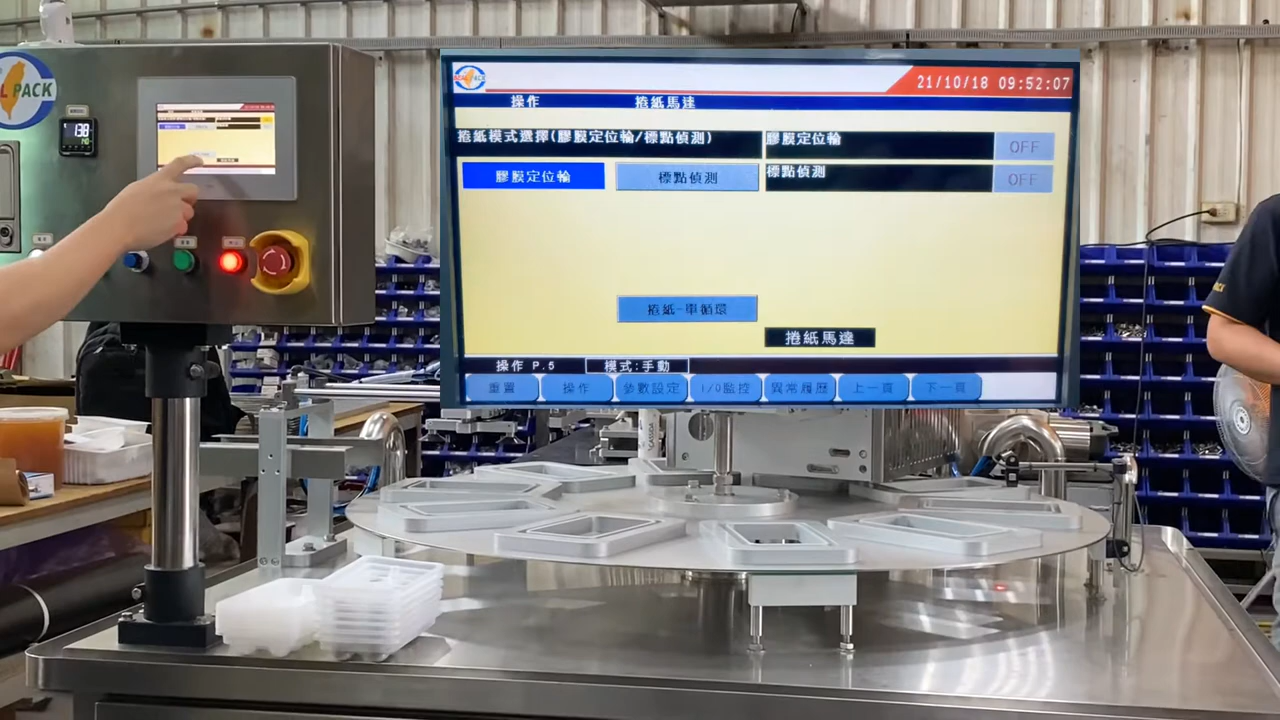 L PACK
138
21/10/18 09:52:07
操作 捲紙馬達
捲紙模式選擇(膠膜定位輪/標點偵測)
膠膜定位輪 OFF
膠膜定位輪 標點偵測
標點偵測 OFF
捲紙-單循環
捲紙馬達
操作 P.5 模式:手動
重置 操作 參數設定 I/O監控 異常履歷 上一頁 下一頁